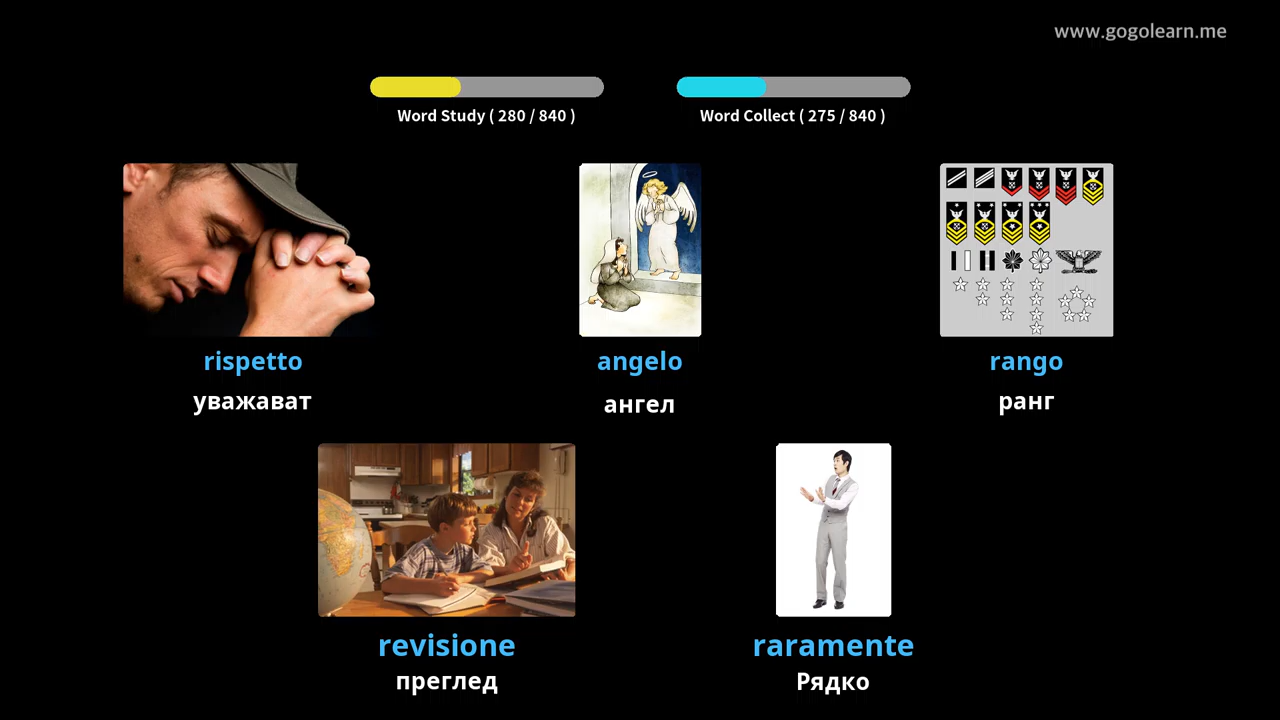 www.gogolearn.me
Word Study ( 280 / 840 )
Word Collect ( 275 / 840 )
rispetto
уважават
angelo
ангел
rango
ранг
revisione
преглед
raramente
Рядко